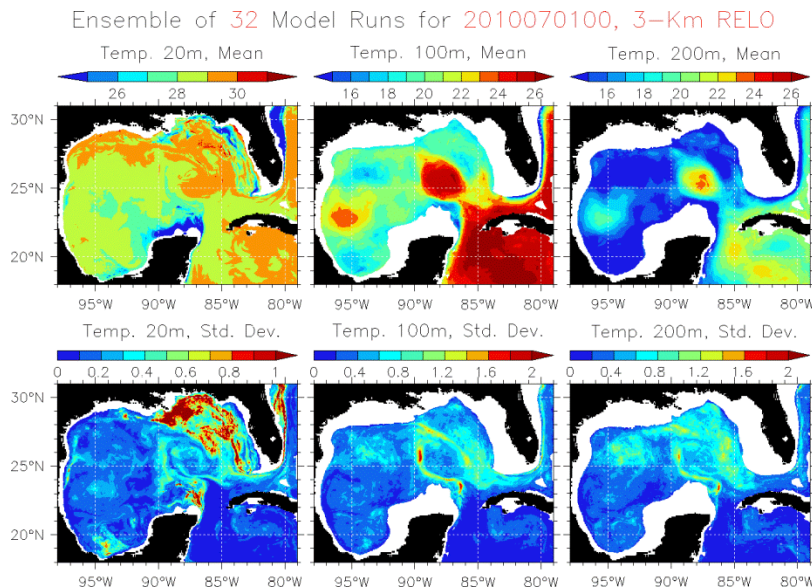 Ensemble of 32 Model Runs for 2010070100, 3-Km RELO
Temp. 20m, Mean Temp. 100m, Mean Temp. 200m, Mean
26 28 30 16 18 20 22 24 26 16 18 20 22 24 26
30°N
25°N
20°N
95°W 90°W 85°W 80°W 95°W 90°W 85°W 80°W 95°W 90°W 85°W 80°W
Temp. 20m, Std. Dev. Temp. 100m, Std. Dev. Temp. 200m, Std. Dev.
0 0.2 0.4 0.6 0.8 1 0 0.4 0.8 1.2 1.6 2 0 0.4 0.8 1.2 1.6 2
30°N
25°N
20°N
95°W 90°W 85°W 80°W 95°W 90°W 85°W 80°W 95°W 90°W 85°W 80°W